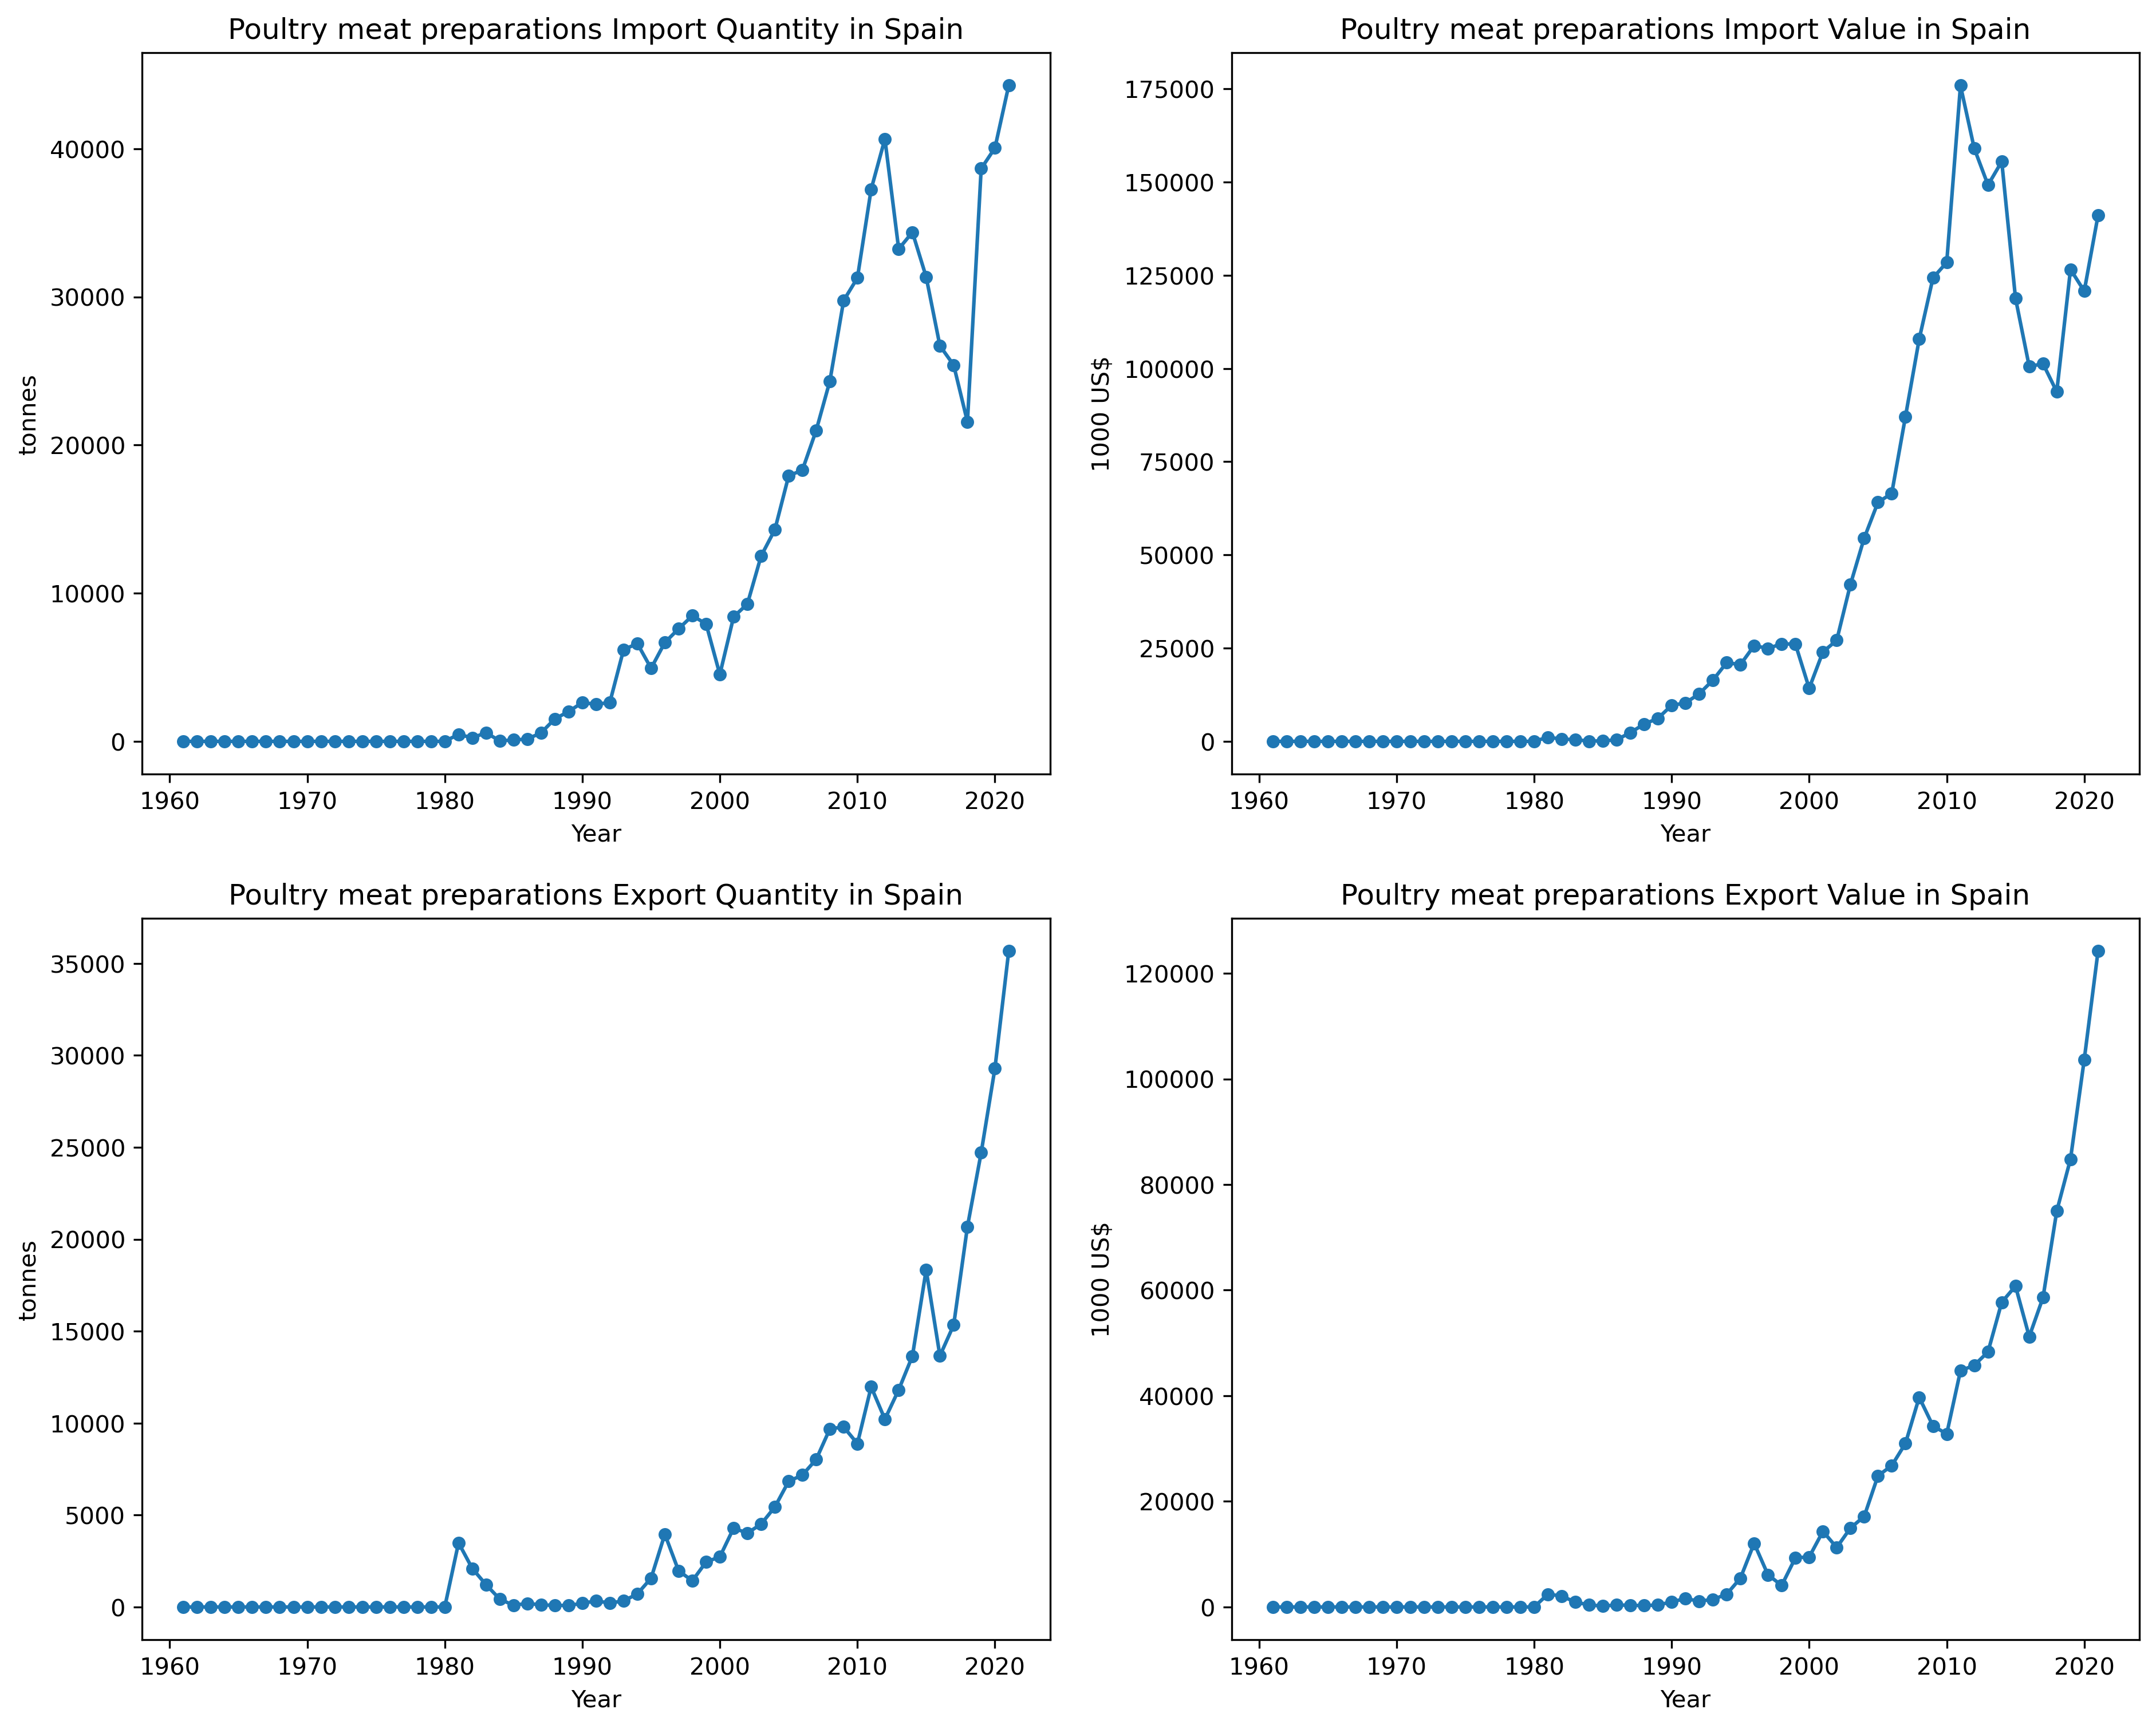 Poultry meat preparations Import Quantity in Spain
tonnes
40000
30000
20000
10000
0
1960 1970 1980 1990 2000 2010 2020
Year
Poultry meat preparations Import Value in Spain
1000 US$
175000
150000
125000
100000
75000
50000
25000
0
1960 1970 1980 1990 2000 2010 2020
Year
Poultry meat preparations Export Quantity in Spain
tonnes
35000
30000
25000
20000
15000
10000
5000
0
1960 1970 1980 1990 2000 2010 2020
Year
Poultry meat preparations Export Value in Spain
1000 US$
120000
100000
80000
60000
40000
20000
0
1960 1970 1980 1990 2000 2010 2020
Year